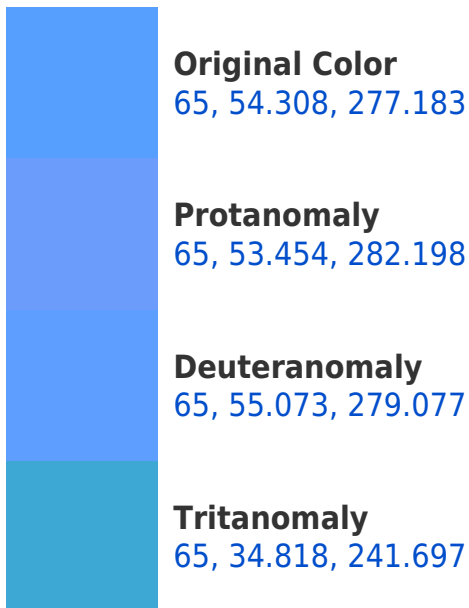 Original Color
65, 54.308, 277.183
Protanomaly
65, 53.454, 282.198
Deuteranomaly
65, 55.073, 279.077
Tritanomaly
65, 34.818, 241.697